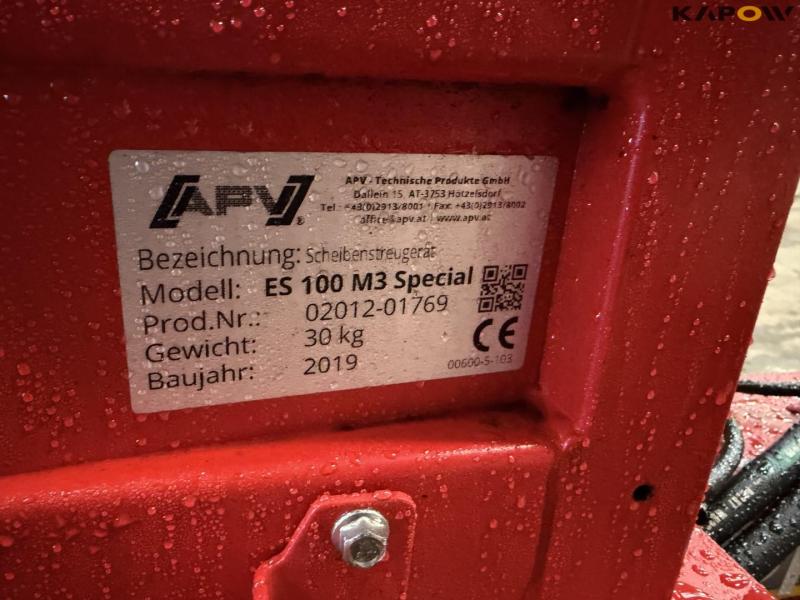 KAPOW
APV ®
APV - Technische Produkte GmbH
Dallein 15, AT-3753 Hötzelsdorf
Tel.: +43(0)2913/8001 • Fax: +43(0)2913/8002
office@apv.at | www.apv.at
Bezeichnung: Scheibenstreugerät
Modell: ES 100 M3 Special
Prod.Nr.: 02012-01769
Gewicht: 30 kg
CE
Baujahr: 2019
00600-5-103